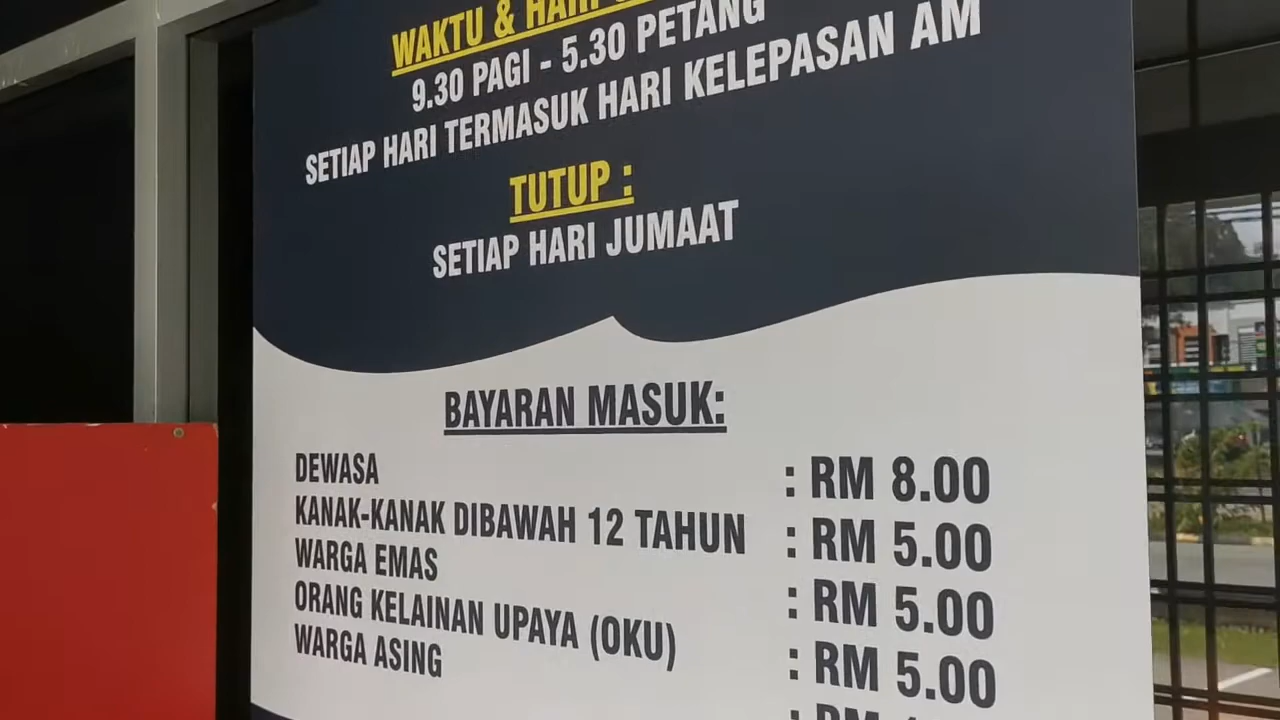 WAKTU & HARI
9.30 PAGI - 5.30 PETANG
SETIAP HARI TERMASUK HARI KELEPASAN AM
TUTUP :
SETIAP HARI JUMAAT
BAYARAN MASUK:
DEWASA : RM 8.00
KANAK-KANAK DIBAWAH 12 TAHUN : RM 5.00
WARGA EMAS : RM 5.00
ORANG KELAINAN UPAYA (OKU) : RM 5.00
WARGA ASING : RM